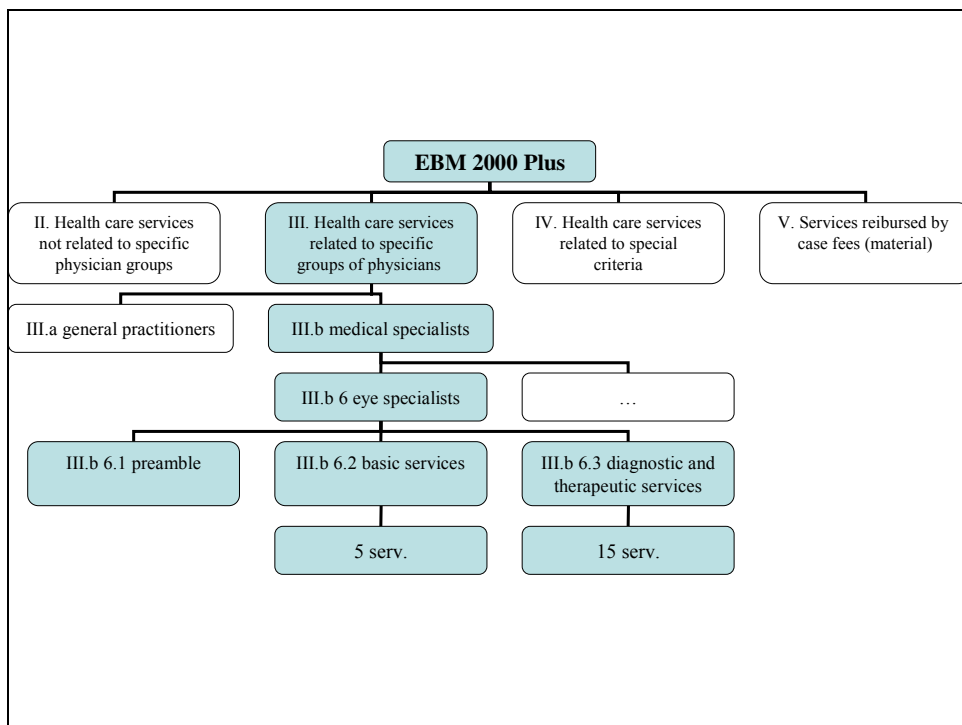 EBM 2000 Plus
II. Health care services
not related to specific
physician groups
III. Health care services
related to specific
groups of physicians
IV. Health care services
related to special
criteria
V. Services reibursed by
case fees (material)
III.a general practitioners
III.b medical specialists
III.b 6 eye specialists
…
III.b 6.1 preamble
III.b 6.2 basic services
III.b 6.3 diagnostic and
therapeutic services
5 serv.
15 serv.